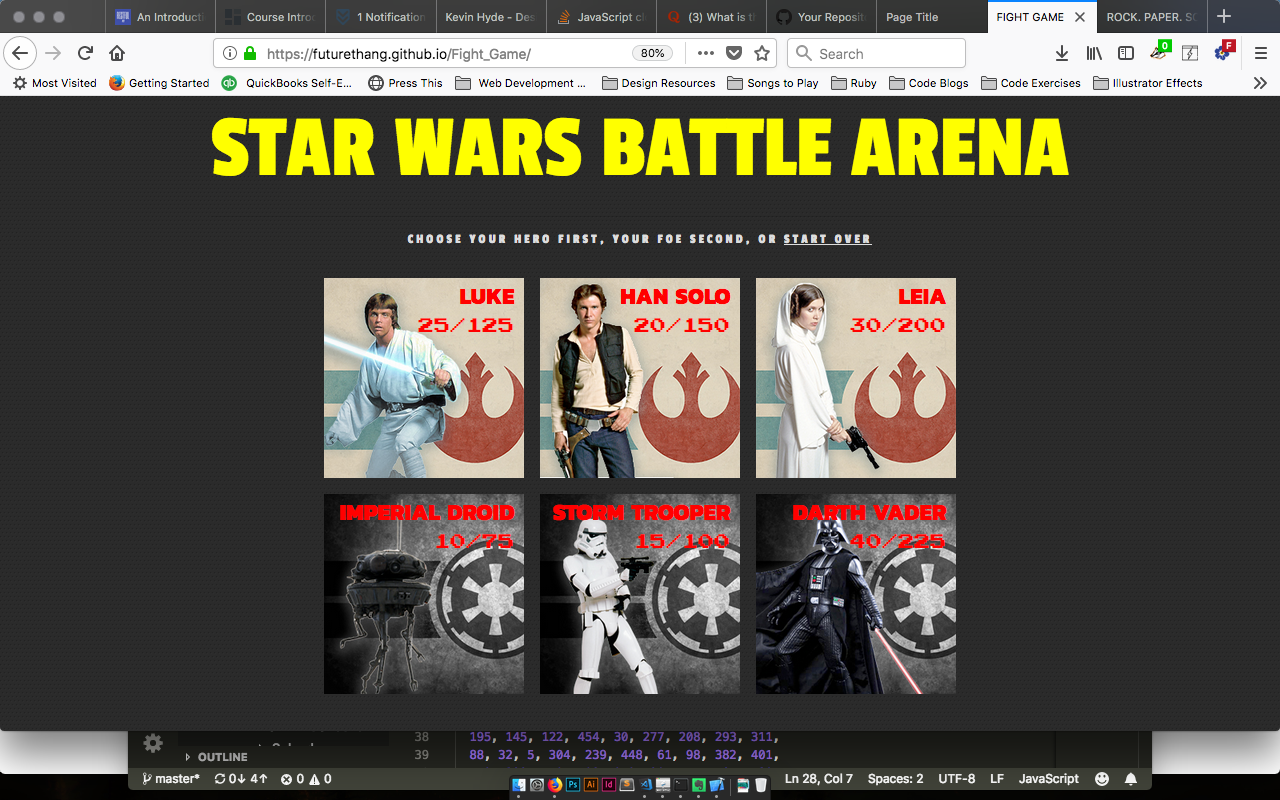 An Introducti
Course Introd
1 Notification
Kevin Hyde - Des
JavaScript cl
(3) What is th
Your Reposit
Page Title
FIGHT GAME
ROCK. PAPER. SC
https://futurethang.github.io/Fight_Game/
80%
Search
0
F
Most Visited
Getting Started
QuickBooks Self-E...
Press This
Web Development ...
Design Resources
Songs to Play
Ruby
Code Blogs
Code Exercises
Illustrator Effects
STAR WARS BATTLE ARENA
CHOOSE YOUR HERO FIRST, YOUR FOE SECOND, OR START OVER
LUKE
25/125
HAN SOLO
20/150
LEIA
30/200
IMPERIAL DROID
10/75
STORM TROOPER
15/100
DARTH VADER
40/225
38 195, 145, 122, 454, 30, 277, 208, 293, 311,
OUTLINE
39 88, 32, 5, 304, 239, 448, 61, 98, 382, 401,
master* 0↓ 4↑ 0 0
Ps
Ai
Id
Ln 28, Col 7 Spaces: 2 UTF-8 LF JavaScript